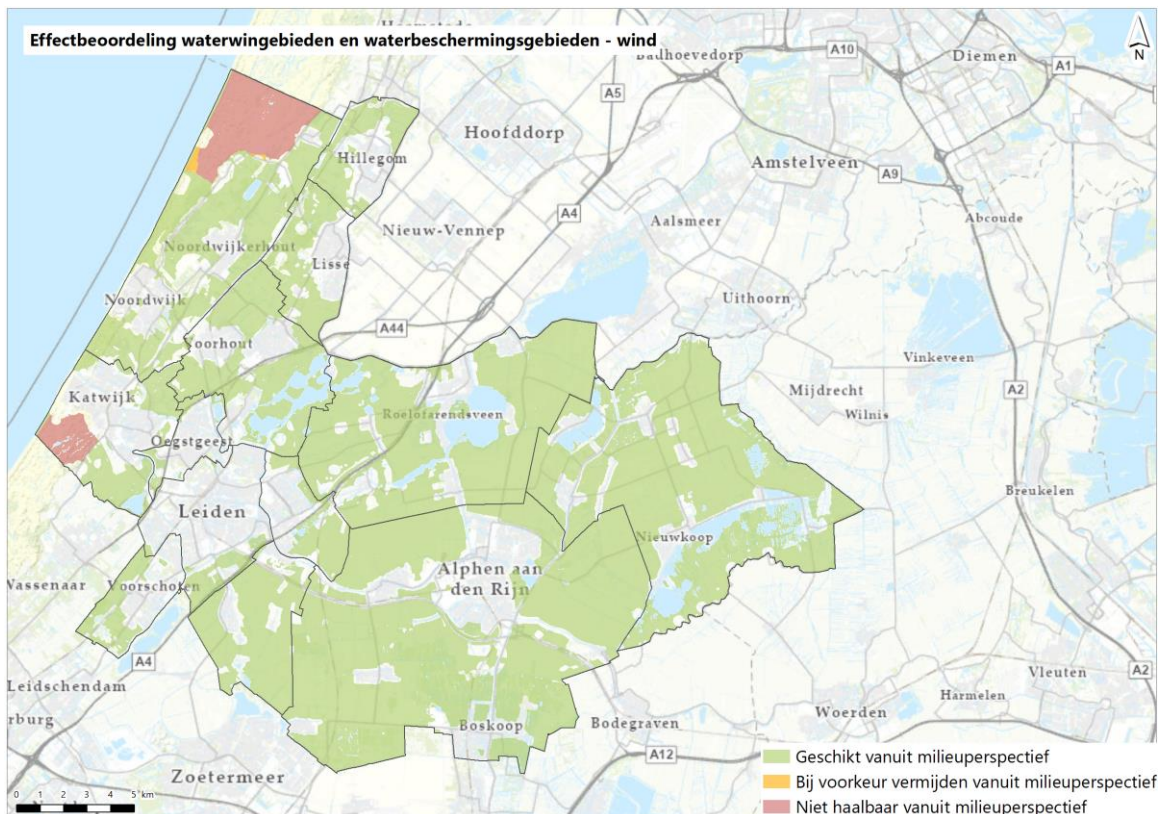 Effectbeoordeling waterwingebieden en waterbeschermingsgebieden - wind
Heemstede
Badhoevedorp
A10
Diemen
A1
N
A5
Hoofddorp
Hillegom
Amstelveen
A9
A4
Aalsmeer
Abcoude
Nieuw-Vennep
Noordwijkerhout
Lisse
Noordwijk
Uithoorn
A44
Voorhout
Vinkeveen
Katwijk
Mijdrecht
A2
Roelofarendsveen
Wilnis
Oegstgeest
Leiden
Breukelen
Nieuwkoop
Alphen aan
den Rijn
Wassenaar
Voorschoten
A4
Vleuten
A2
Leidschendam
Harmelen
rburg
Boskoop
Bodegraven
Woerden
A12
Zoetermeer
Geschikt vanuit milieuperspectief
Bij voorkeur vermijden vanuit milieuperspectief
Niet haalbaar vanuit milieuperspectief
0 1 2 3 4 5 km